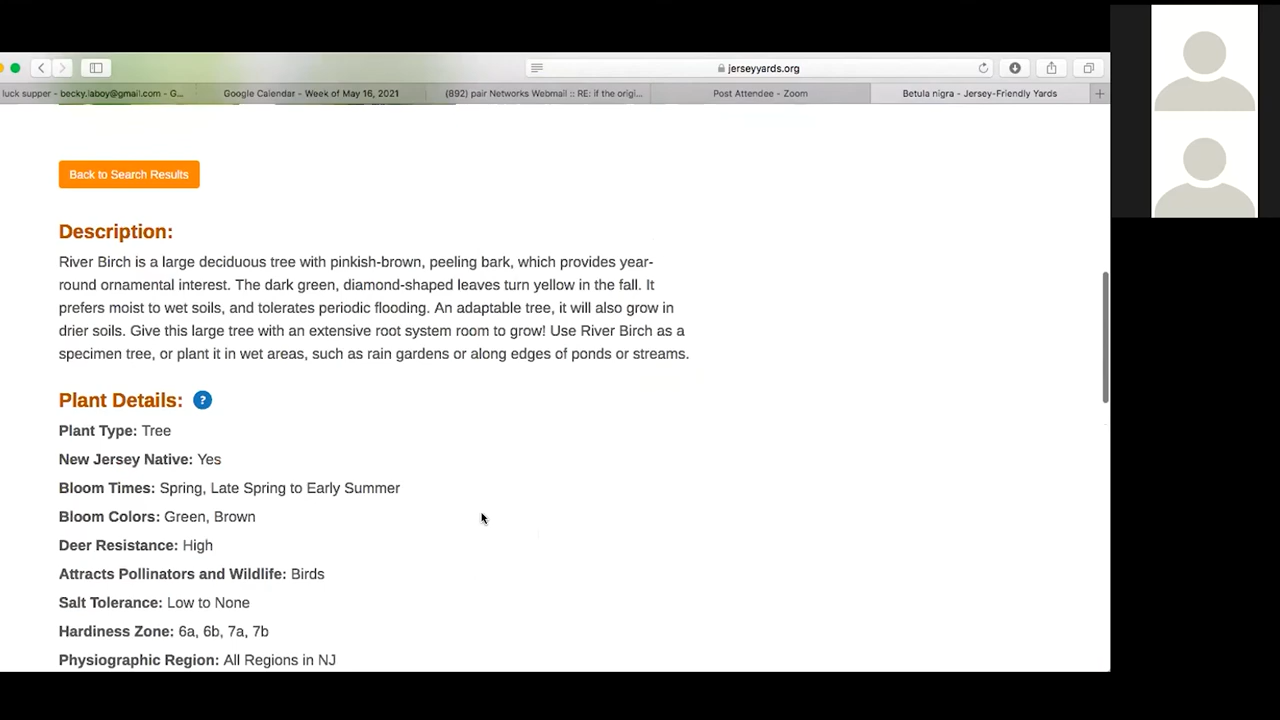 jerseyyards.org
luck supper - becky.laboy@gmail.com - G...
Google Calendar - Week of May 16, 2021
(892) pair Networks Webmail :: RE: if the origi...
Post Attendee - Zoom
Betula nigra - Jersey-Friendly Yards
Back to Search Results
Description:
River Birch is a large deciduous tree with pinkish-brown, peeling bark, which provides year-
round ornamental interest. The dark green, diamond-shaped leaves turn yellow in the fall. It
prefers moist to wet soils, and tolerates periodic flooding. An adaptable tree, it will also grow in
drier soils. Give this large tree with an extensive root system room to grow! Use River Birch as a
specimen tree, or plant it in wet areas, such as rain gardens or along edges of ponds or streams.
Plant Details: ?
Plant Type: Tree
New Jersey Native: Yes
Bloom Times: Spring, Late Spring to Early Summer
Bloom Colors: Green, Brown
Deer Resistance: High
Attracts Pollinators and Wildlife: Birds
Salt Tolerance: Low to None
Hardiness Zone: 6a, 6b, 7a, 7b
Physiographic Region: All Regions in NJ